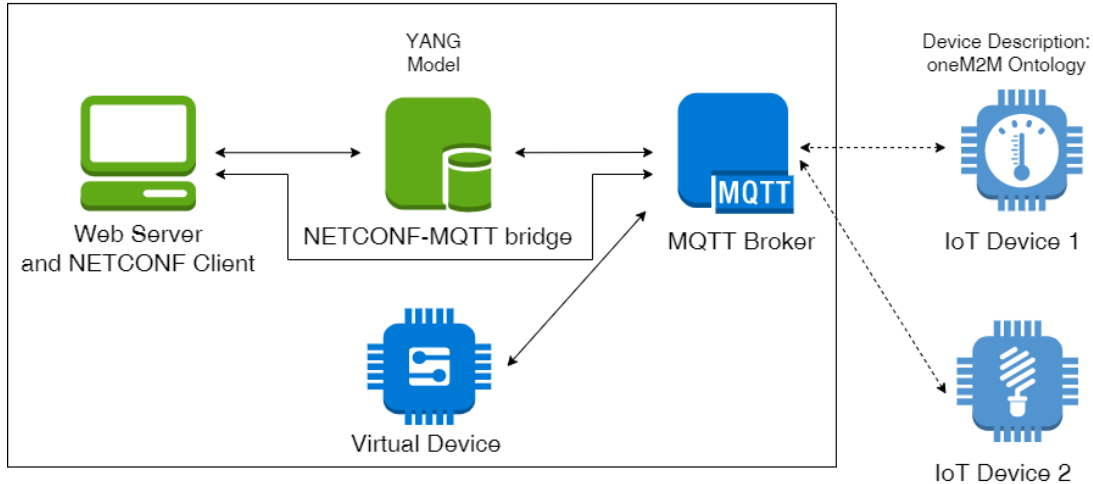 YANG
Model
Device Description:
oneM2M Ontology
MQTT
Web Server
and NETCONF Client
NETCONF-MQTT bridge
MQTT Broker
IoT Device 1
Virtual Device
IoT Device 2